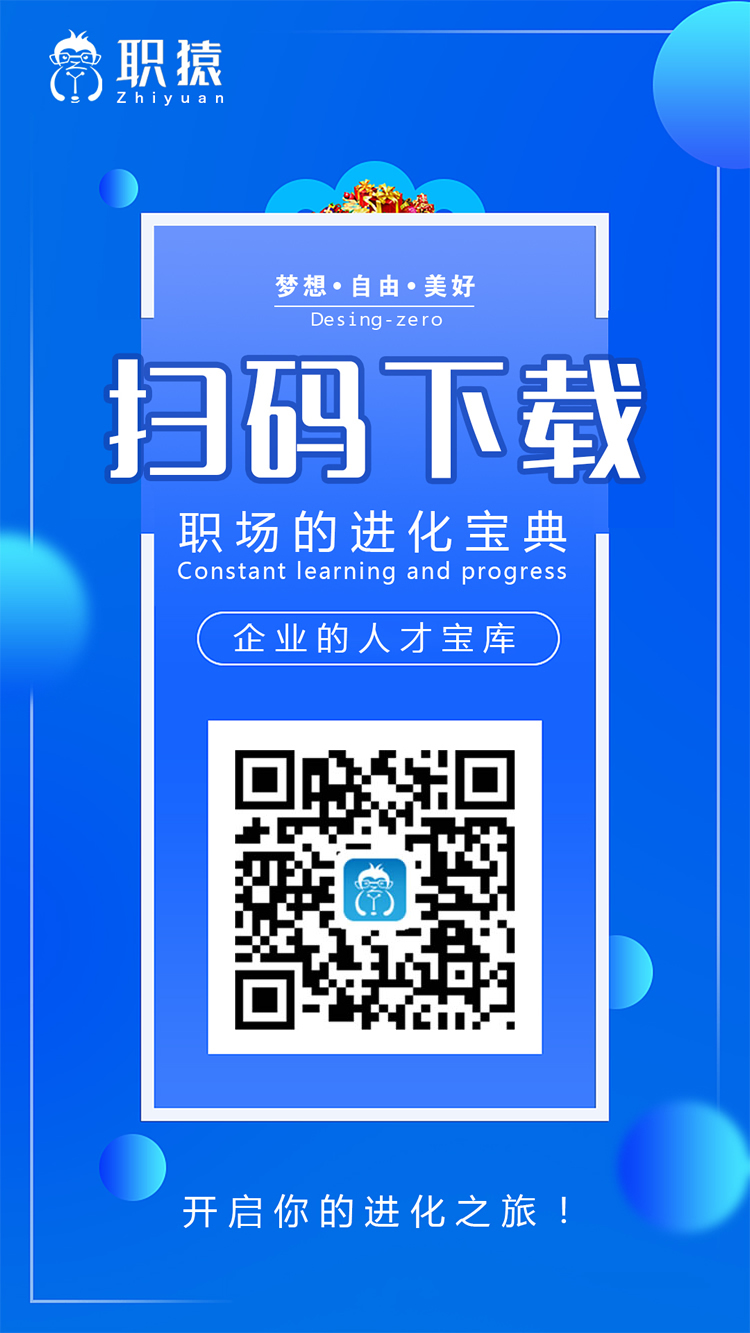 职猿
Zhiyuan
梦想•自由•美好
Desing-zero
扫码下载
职场的进化宝典
Constant learning and progress
企业的人才宝库
开启你的进化之旅！